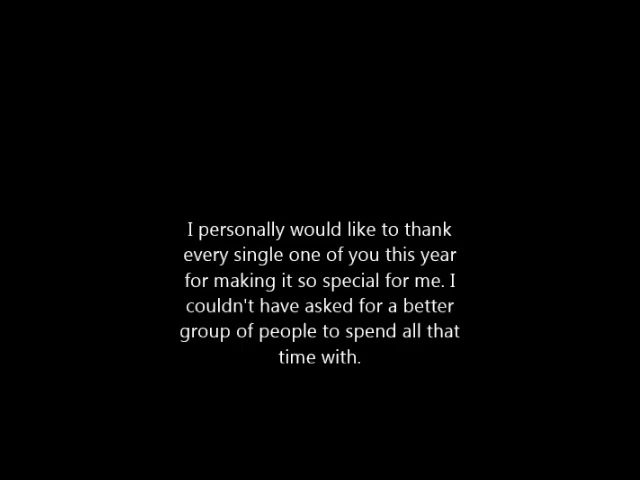 I personally would like to thank
every single one of you this year
for making it so special for me. I
couldn't have asked for a better
group of people to spend all that
time with.